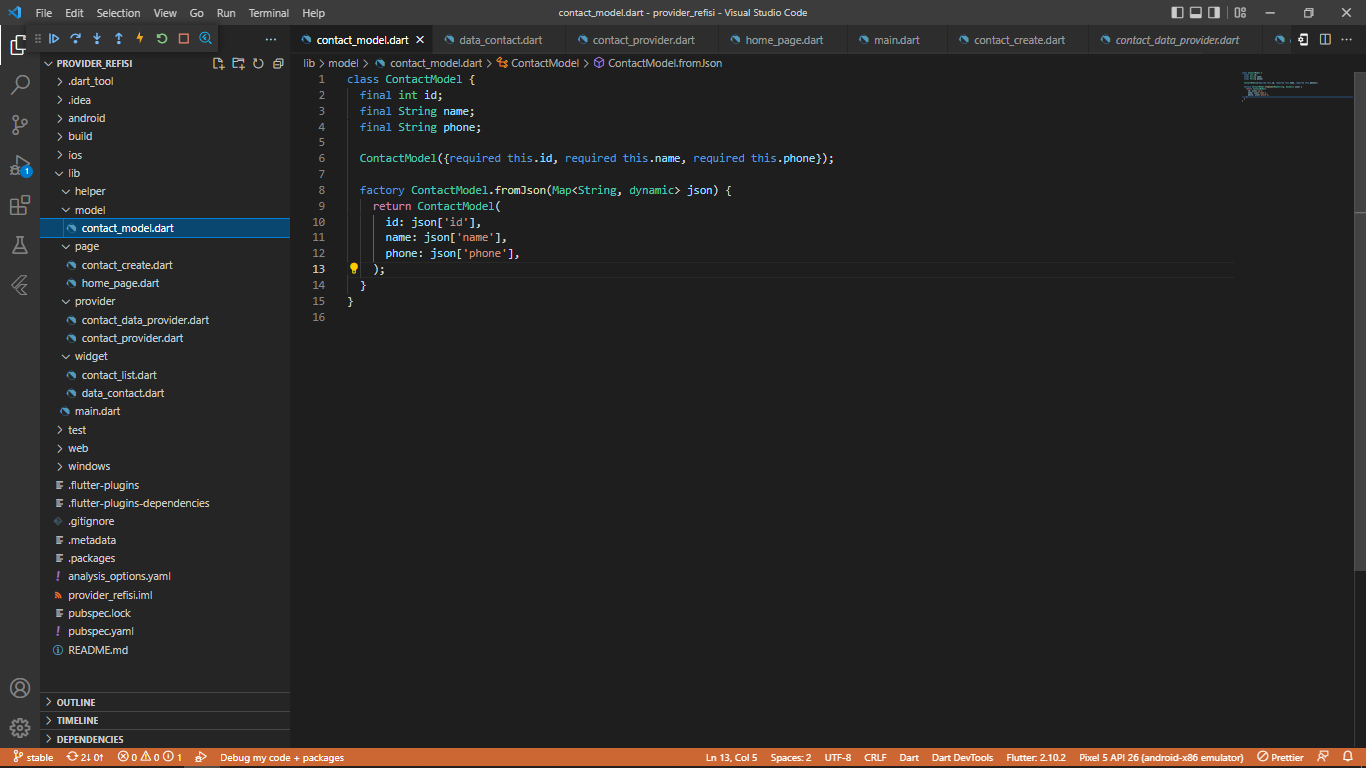 File Edit Selection View Go Run Terminal Help
contact_model.dart - provider_refisi - Visual Studio Code
contact_model.dart data_contact.dart contact_provider.dart home_page.dart main.dart contact_create.dart contact_data_provider.dart
lib > model > contact_model.dart > ContactModel > ContactModel.fromJson
PROVIDER_REFISI
.dart_tool
.idea
android
build
ios
1
lib
helper
model
contact_model.dart
page
contact_create.dart
home_page.dart
provider
contact_data_provider.dart
contact_provider.dart
widget
contact_list.dart
data_contact.dart
main.dart
test
web
windows
.flutter-plugins
.flutter-plugins-dependencies
.gitignore
.metadata
.packages
analysis_options.yaml
provider_refisi.iml
pubspec.lock
pubspec.yaml
README.md
OUTLINE
TIMELINE
DEPENDENCIES
1 class ContactModel {
2 final int id;
3 final String name;
4 final String phone;
5
6 ContactModel({required this.id, required this.name, required this.phone});
7
8 factory ContactModel.fromJson(Map<String, dynamic> json) {
9 return ContactModel(
10 id: json['id'],
11 name: json['name'],
12 phone: json['phone'],
13 );
14 }
15 }
16
stable 2↓ 0↑ 0 0 1 Debug my code + packages Ln 13, Col 5 Spaces: 2 UTF-8 CRLF Dart Dart DevTools Flutter: 2.10.2 Pixel 5 API 26 (android-x86 emulator) Prettier